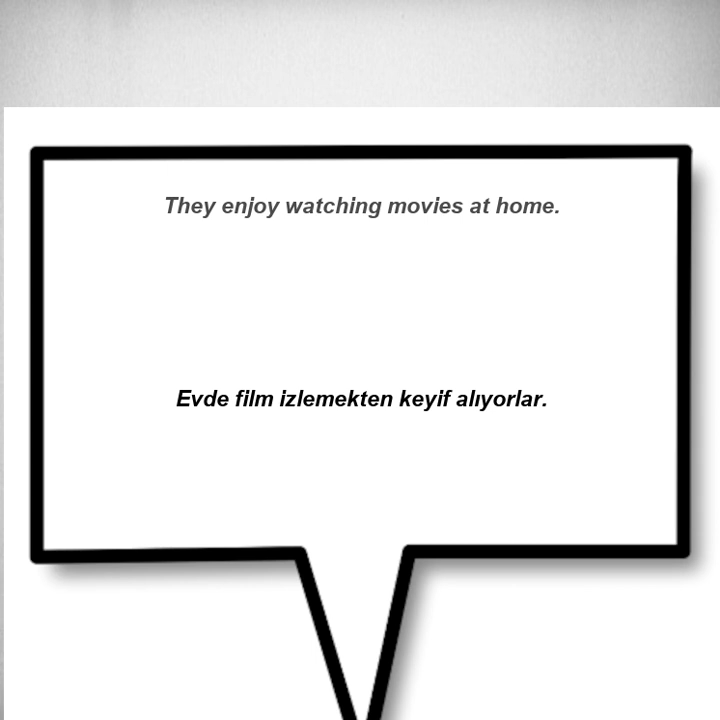 They enjoy watching movies at home.
Evde film izlemekten keyif alıyorlar.